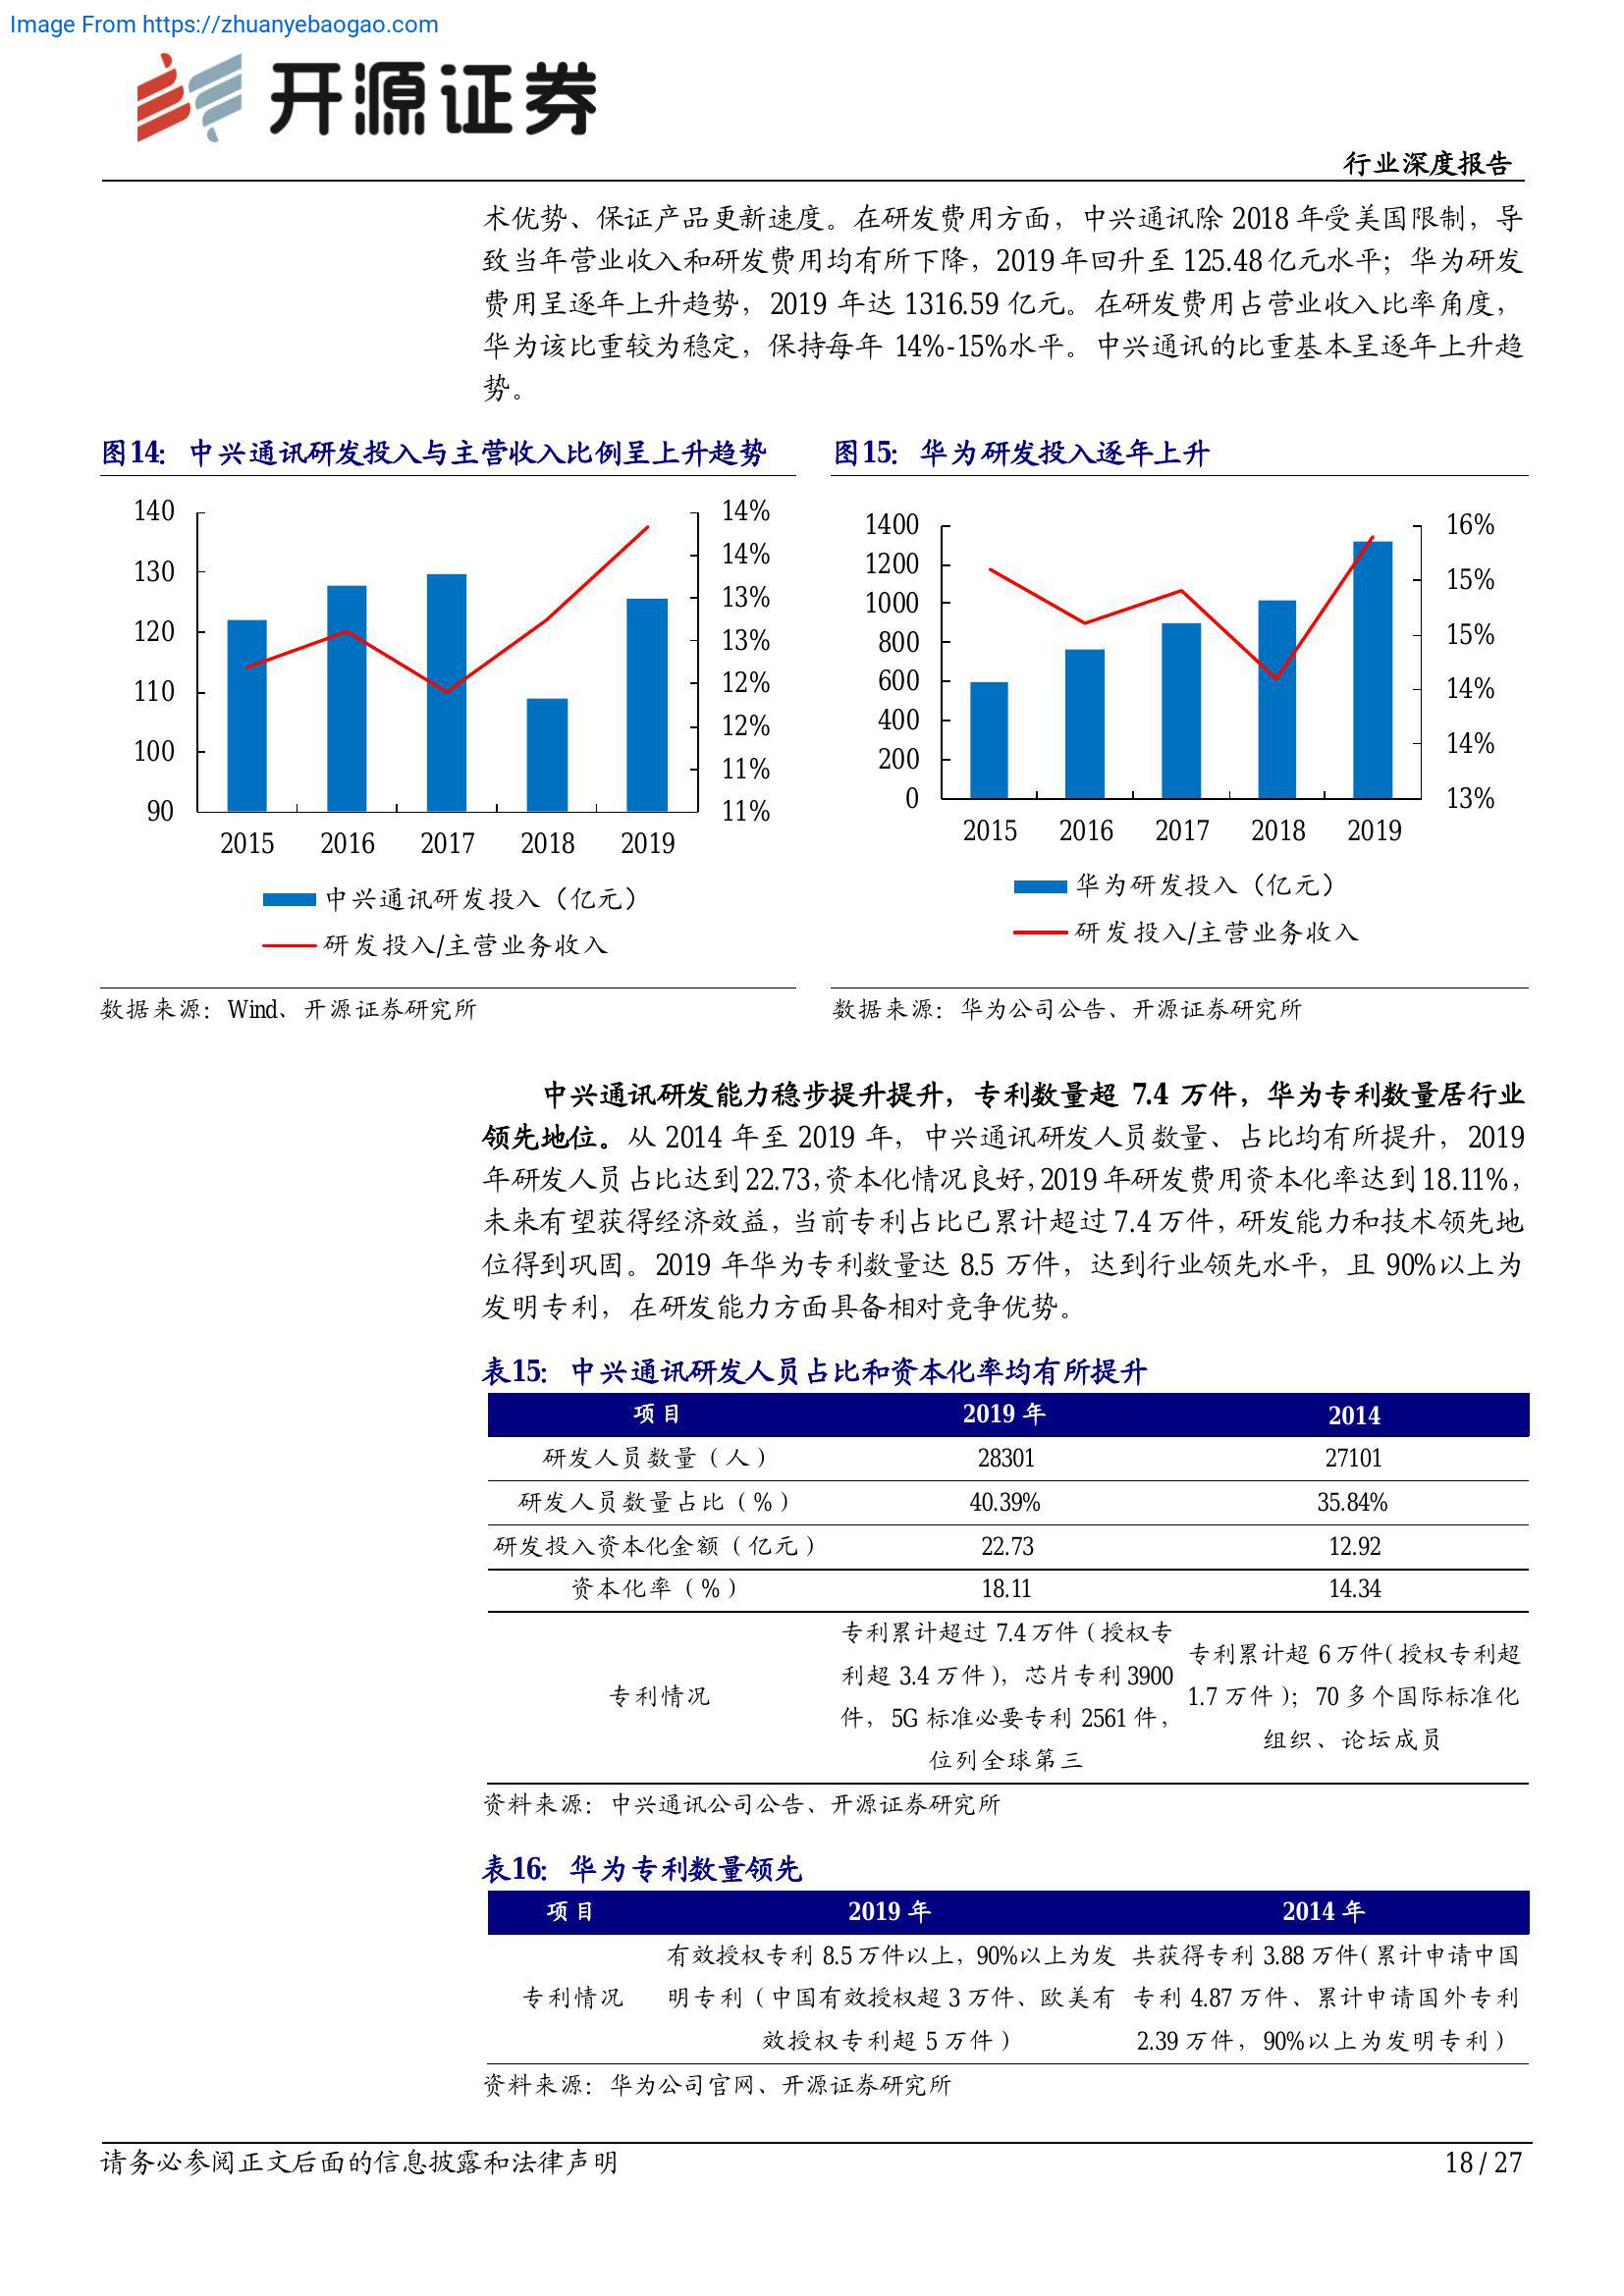 Image From https://zhuanyebaogao.com
开源证券
行业深度报告
术优势、保证产品更新速度。在研发费用方面，中兴通讯除 2018 年受美国限制，导
致当年营业收入和研发费用均有所下降，2019 年回升至 125.48 亿元水平；华为研发
费用呈逐年上升趋势，2019 年达 1316.59 亿元。在研发费用占营业收入比率角度，
华为该比重较为稳定，保持每年 14%-15%水平。中兴通讯的比重基本呈逐年上升趋
势。
图14：中兴通讯研发投入与主营收入比例呈上升趋势
140
130
120
110
100
90
14%
14%
13%
13%
12%
12%
11%
11%
2015 2016 2017 2018 2019
中兴通讯研发投入（亿元）
研发投入/主营业务收入
数据来源：Wind、开源证券研究所
图15：华为研发投入逐年上升
1400
1200
1000
800
600
400
200
0
16%
15%
15%
14%
14%
13%
2015 2016 2017 2018 2019
华为研发投入（亿元）
研发投入/主营业务收入
数据来源：华为公司公告、开源证券研究所
中兴通讯研发能力稳步提升提升，专利数量超 7.4 万件，华为专利数量居行业
领先地位。从 2014 年至 2019 年，中兴通讯研发人员数量、占比均有所提升，2019
年研发人员占比达到 22.73，资本化情况良好，2019 年研发费用资本化率达到 18.11%，
未来有望获得经济效益，当前专利占比已累计超过 7.4 万件，研发能力和技术领先地
位得到巩固。2019 年华为专利数量达 8.5 万件，达到行业领先水平，且 90%以上为
发明专利，在研发能力方面具备相对竞争优势。
表15：中兴通讯研发人员占比和资本化率均有所提升
项目 2019 年 2014
研发人员数量（人） 28301 27101
研发人员数量占比（%） 40.39% 35.84%
研发投入资本化金额（亿元） 22.73 12.92
资本化率（%） 18.11 14.34
专利情况
专利累计超过 7.4 万件（授权专
利超 3.4 万件），芯片专利 3900
件，5G 标准必要专利 2561 件，
位列全球第三
专利累计超 6 万件（授权专利超
1.7 万件）；70 多个国际标准化
组织、论坛成员
资料来源：中兴通讯公司公告、开源证券研究所
表16：华为专利数量领先
项目 2019 年 2014 年
专利情况
有效授权专利 8.5 万件以上，90%以上为发
明专利（中国有效授权超 3 万件、欧美有
效授权专利超 5 万件）
共获得专利 3.88 万件（累计申请中国
专利 4.87 万件、累计申请国外专利
2.39 万件，90%以上为发明专利）
资料来源：华为公司官网、开源证券研究所
请务必参阅正文后面的信息披露和法律声明
18 / 27